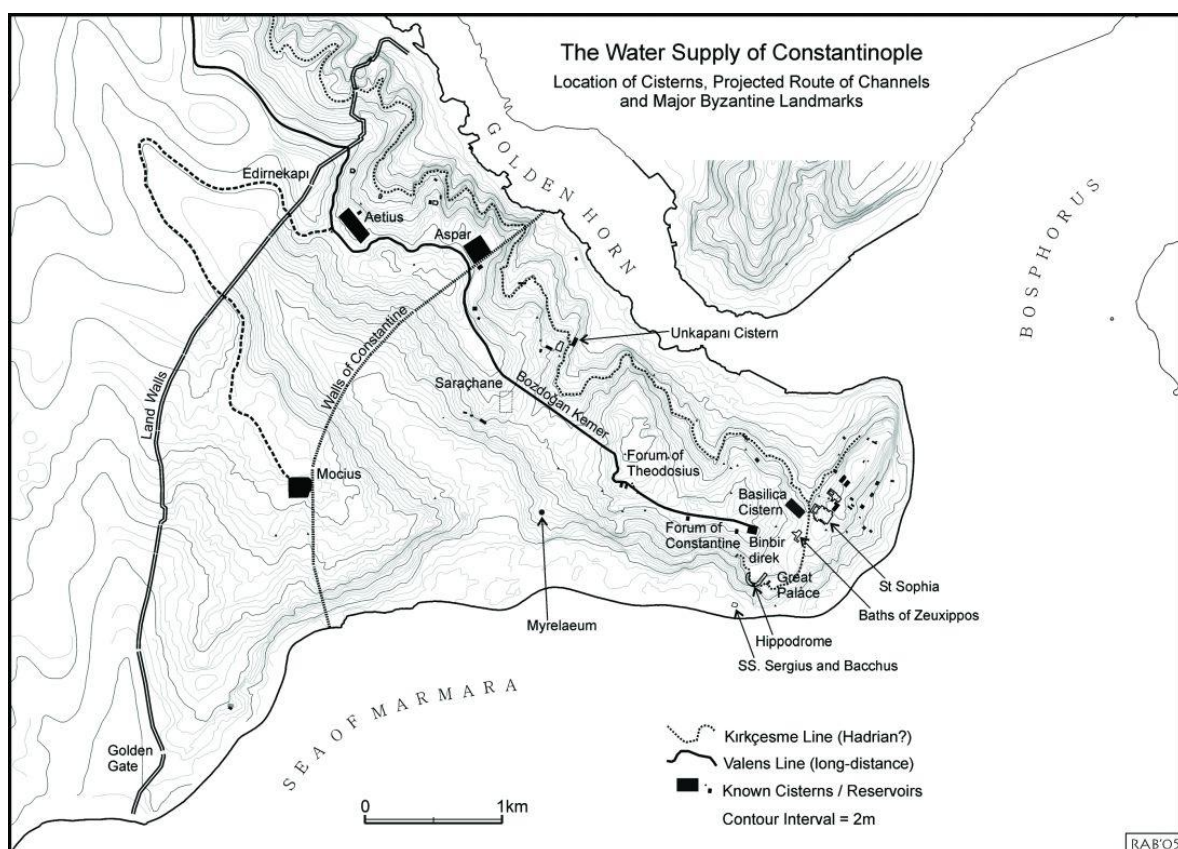 The Water Supply of Constantinople
Location of Cisterns, Projected Route of Channels
and Major Byzantine Landmarks
GOLDEN HORN
BOSPHORUS
Edirnekapı
Aetius
Aspar
Unkapanı Cistern
Walls of Constantine
Saraçhane
Bozdoğan Kemer
Land Walls
Forum of
Theodosius
Mocius
Basilica
Cistern
Forum of
Constantine
Binbir
direk
Great
Palace
St Sophia
Baths of Zeuxippos
Myrelaeum
Hippodrome
SS. Sergius and Bacchus
SEA OF MARMARA
Golden
Gate
Kırkçesme Line (Hadrian?)
Valens Line (long-distance)
Known Cisterns / Reservoirs
Contour Interval = 2m
0 1km
RAB'05